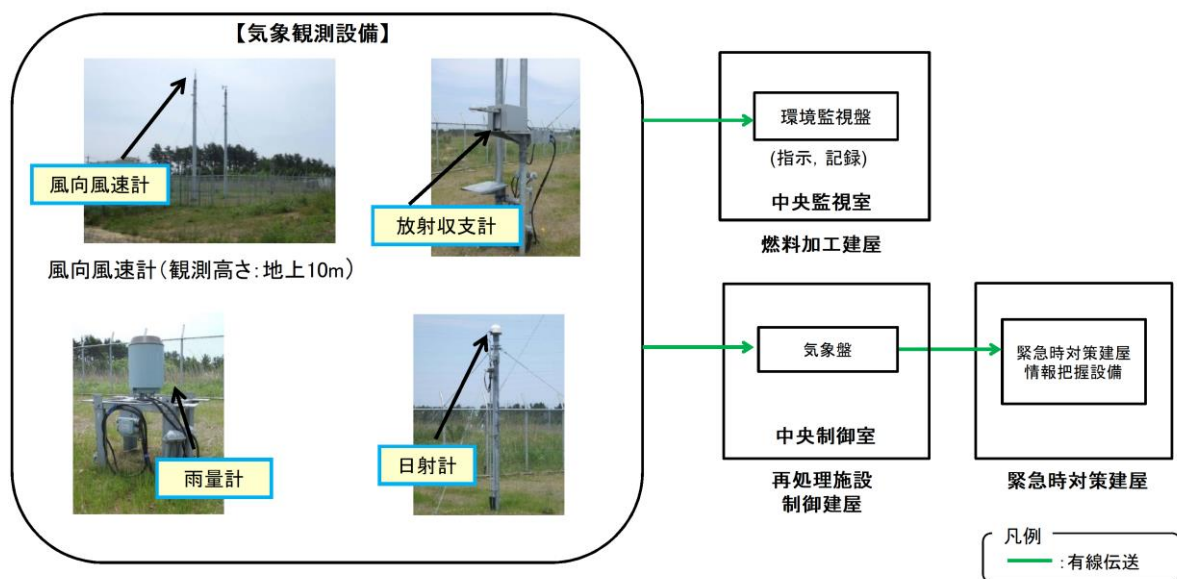 【気象観測設備】
風向風速計
放射収支計
風向風速計(観測高さ:地上10m)
雨量計
日射計
環境監視盤
(指示, 記録)
中央監視室
燃料加工建屋
気象盤
中央制御室
再処理施設
制御建屋
緊急時対策建屋
情報把握設備
緊急時対策建屋
凡例
:有線伝送